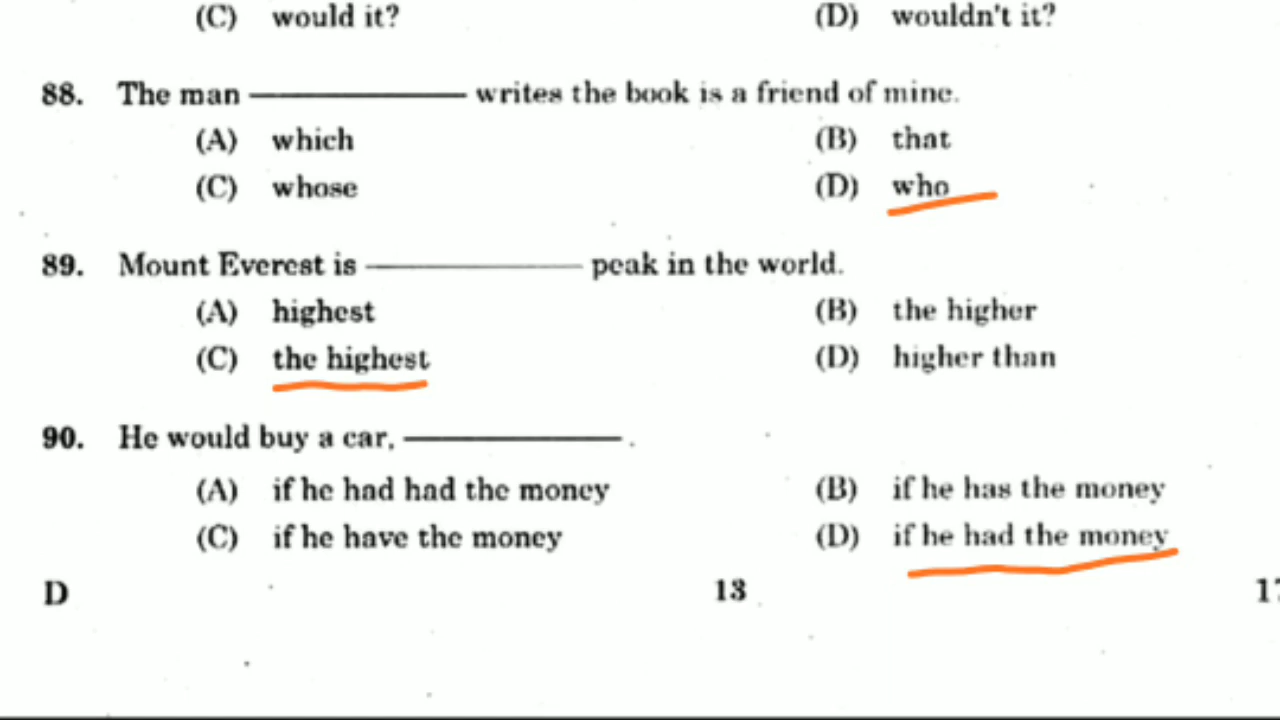 (C) would it? (D) wouldn't it?
88. The man ———— writes the book is a friend of mine.
(A) which (B) that
(C) whose (D) who
89. Mount Everest is ———— peak in the world.
(A) highest (B) the higher
(C) the highest (D) higher than
90. He would buy a car, ———— .
(A) if he had had the money (B) if he has the money
(C) if he have the money (D) if he had the money
D 13